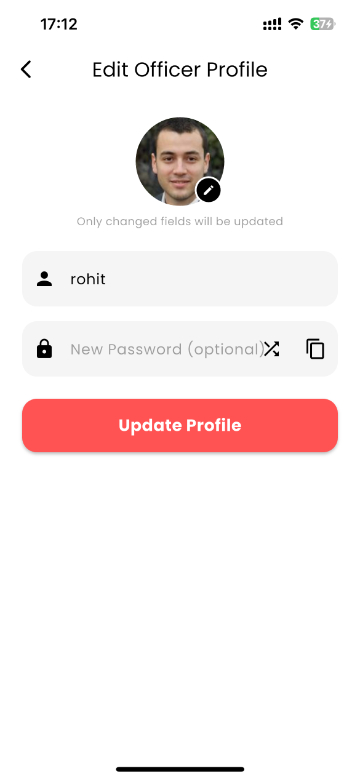 17:12
37
Edit Officer Profile
Only changed fields will be updated
rohit
New Password (optional)
Update Profile